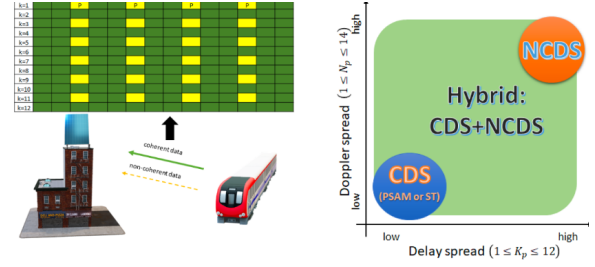 k=1 P P P P
k=2
k=3
k=4
k=5
k=6
k=7
k=8
k=9
k=10
k=11
k=12
coherent data
non-coherent data
Doppler spread (1 ≤ N_p ≤ 14)
high
low
NCDS
Hybrid:
CDS+NCDS
CDS
(PSAM or ST)
low high
Delay spread (1 ≤ K_p ≤ 12)